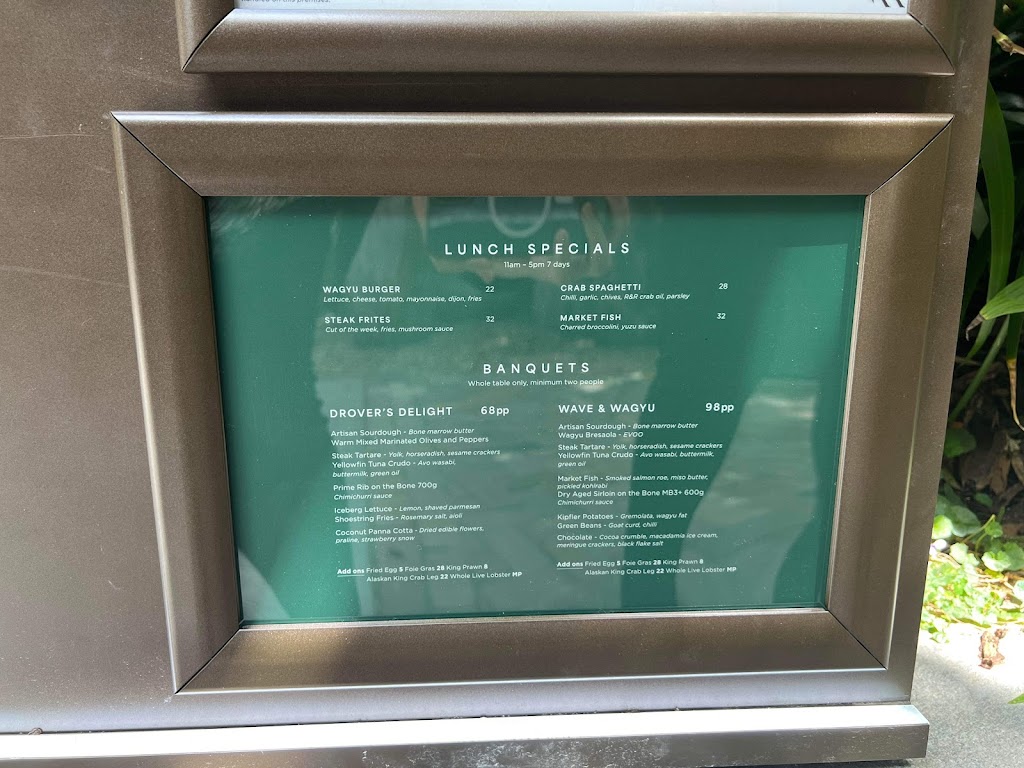 LUNCH SPECIALS
11am – 5pm 7 days
WAGYU BURGER 22
Lettuce, cheese, tomato, mayonnaise, dijon, fries
STEAK FRITES 32
Cut of the week, fries, mushroom sauce
CRAB SPAGHETTI 28
Chilli, garlic, chives, R&R crab oil, parsley
MARKET FISH 32
Charred broccolini, yuzu sauce
BANQUETS
Whole table only, minimum two people
DROVER'S DELIGHT 68pp
Artisan Sourdough - Bone marrow butter
Warm Mixed Marinated Olives and Peppers
Steak Tartare - Yolk, horseradish, sesame crackers
Yellowfin Tuna Crudo - Avo wasabi,
buttermilk, green oil
Prime Rib on the Bone 700g
Chimichurri sauce
Iceberg Lettuce - Lemon, shaved parmesan
Shoestring Fries - Rosemary salt, aioli
Coconut Panna Cotta - Dried edible flowers,
praline, strawberry snow
Add ons Fried Egg 5 Foie Gras 28 King Prawn 8
Alaskan King Crab Leg 22 Whole Live Lobster MP
WAVE & WAGYU 98pp
Artisan Sourdough - Bone marrow butter
Wagyu Bresaola - EVOO
Steak Tartare - Yolk, horseradish, sesame crackers
Yellowfin Tuna Crudo - Avo wasabi, buttermilk,
green oil
Market Fish - Smoked salmon roe, miso butter,
pickled kohlrabi
Dry Aged Sirloin on the Bone MB3+ 600g
Chimichurri sauce
Kipfler Potatoes - Gremolata, wagyu fat
Green Beans - Goat curd, chilli
Chocolate - Cocoa crumble, macadamia ice cream,
meringue crackers, black flake salt
Add ons Fried Egg 5 Foie Gras 28 King Prawn 8
Alaskan King Crab Leg 22 Whole Live Lobster MP